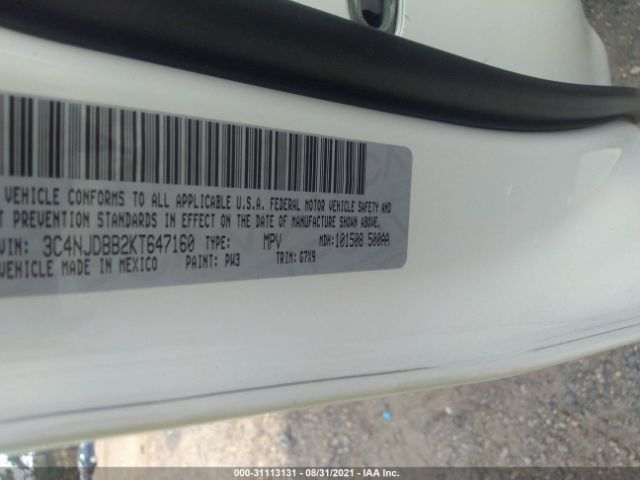 VEHICLE CONFORMS TO ALL APPLICABLE U.S.A. FEDERAL MOTOR VEHICLE SAFETY AND
PREVENTION STANDARDS IN EFFECT ON THE DATE OF MANUFACTURE SHOWN ABOVE.
VIN: 3C4NJDBB2KT647160 TYPE: MPV MDH: 101508 500AA
VEHICLE MADE IN MEXICO PAINT: PW3 TRIM: G7X9
000-31113131 - 08/31/2021 - IAA Inc.